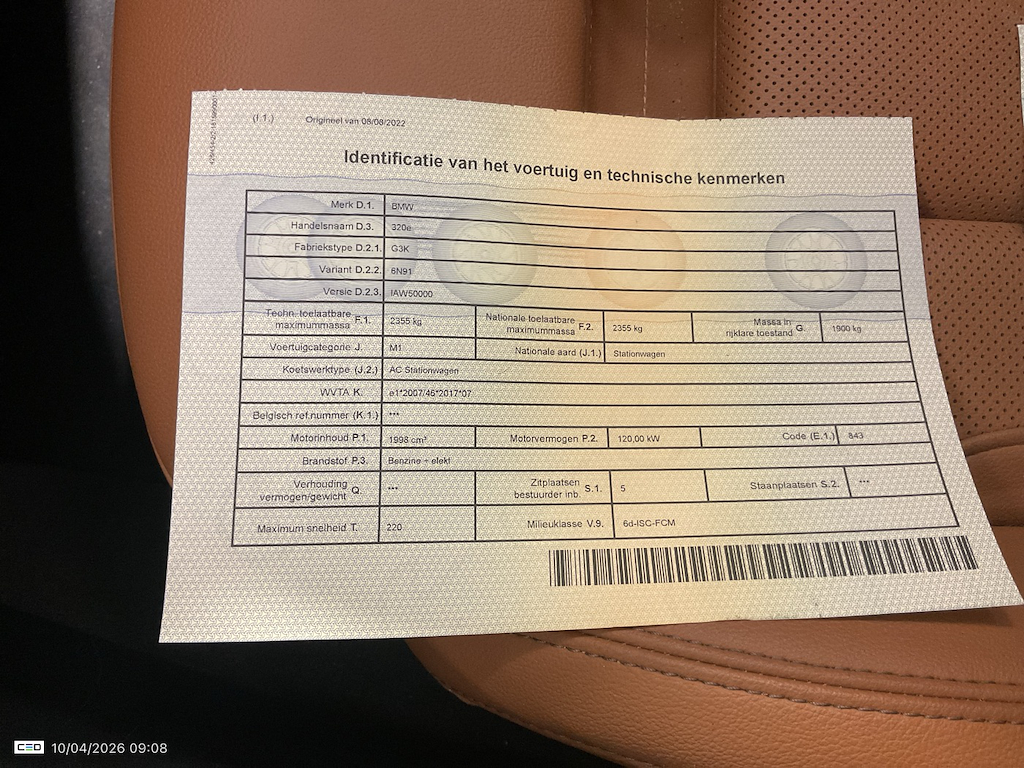 (I.1.) Origineel van 08/08/2022
Identificatie van het voertuig en technische kenmerken
Merk D.1. BMW
Handelsnaam D.3. 320e
Fabriekstype D.2.1. G3K
Variant D.2.2. 6N91
Versie D.2.3. IAW50000
Techn. toelaatbare maximummassa F.1. 2355 kg Nationale toelaatbare maximummassa F.2. 2355 kg Massa in rijklare toestand G. 1900 kg
Voertuigcategorie J. M1 Nationale aard (J.1.) Stationwagen
Koetswerktype (J.2.) AC Stationwagen
WVTA K. e1*2007/46*2017*07
Belgisch ref.nummer (K.1.) ***
Motorinhoud P.1. 1998 cm³ Motorvermogen P.2. 120,00 kW Code (E.1.) 843
Brandstof P.3. Benzine + elekt
Verhouding vermogen/gewicht Q. *** Zitplaatsen bestuurder inb. S.1. 5 Staanplaatsen S.2. ***
Maximum snelheid T. 220 Milieuklasse V.9. 6d-ISC-FCM
CEO 10/04/2026 09:08